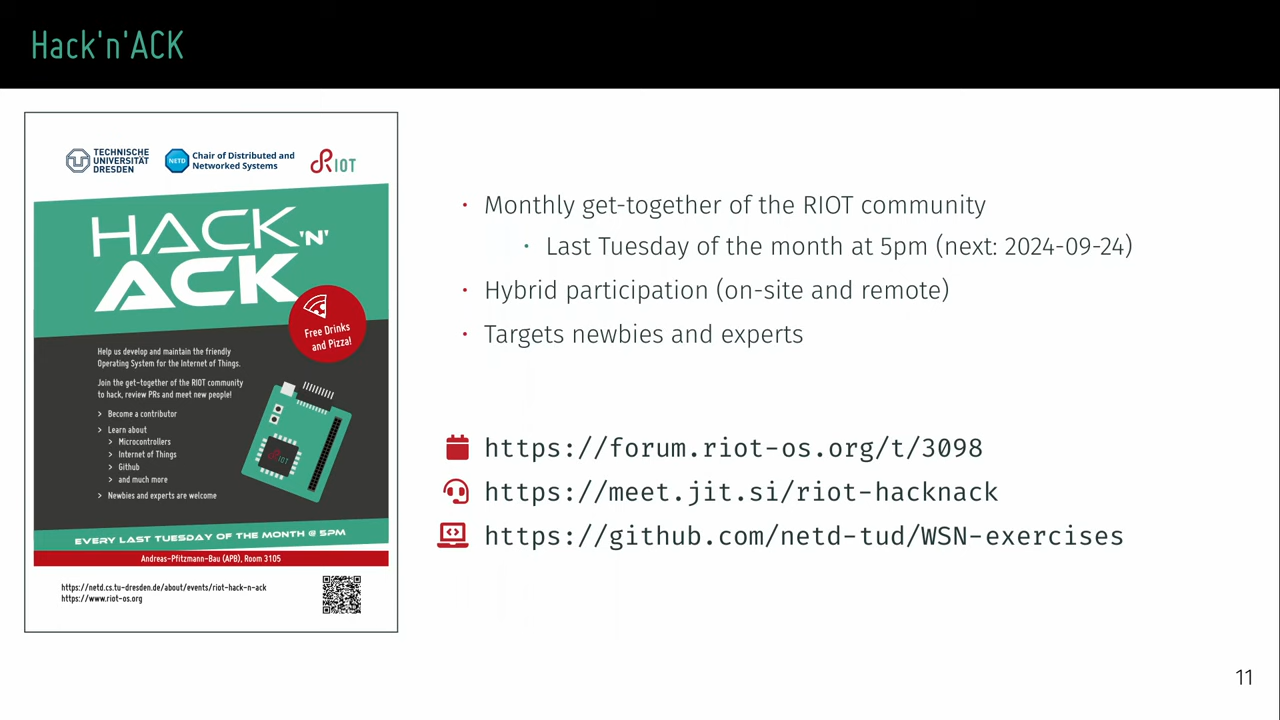 Hack'n'ACK
TECHNISCHE
UNIVERSITÄT
DRESDEN
NETD
Chair of Distributed and
Networked Systems
RIOT
HACK 'N'
ACK
Free Drinks
and Pizza!
Help us develop and maintain the friendly
Operating System for the Internet of Things.
Join the get-together of the RIOT community
to hack, review PRs and meet new people!
> Become a contributor
> Learn about
> Microcontrollers
> Internet of Things
> Github
> and much more
> Newbies and experts are welcome
RIOT
EVERY LAST TUESDAY OF THE MONTH @ 5PM
Andreas-Pfitzmann-Bau (APB), Room 3105
https://netd.cs.tu-dresden.de/about/events/riot-hack-n-ack
https://www.riot-os.org
• Monthly get-together of the RIOT community
• Last Tuesday of the month at 5pm (next: 2024-09-24)
• Hybrid participation (on-site and remote)
• Targets newbies and experts
https://forum.riot-os.org/t/3098
https://meet.jit.si/riot-hacknack
https://github.com/netd-tud/WSN-exercises
11